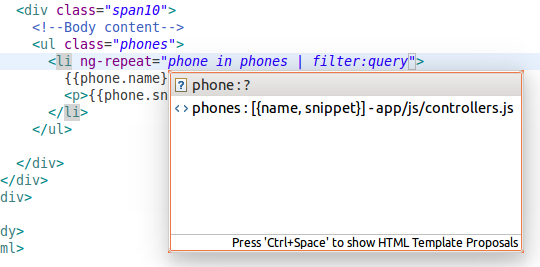 <div class="span10">
<!--Body content-->
<ul class="phones">
<li ng-repeat="phone in phones | filter:query">
{{phone.name}
<p>{{phone.sn
</li>
</ul>
</div>
</div>
div>
dy>
ml>
? phone : ?
<> phones : [{{name, snippet}] - app/js/controllers.js
Press 'Ctrl+Space' to show HTML Template Proposals